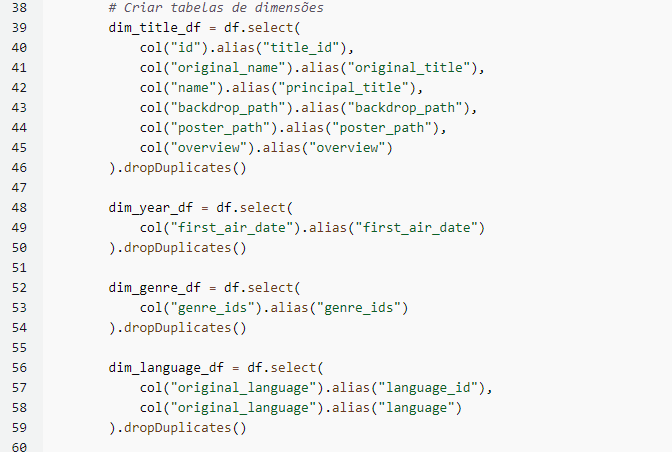 38 # Criar tabelas de dimensões
39 dim_title_df = df.select(
40 col("id").alias("title_id"),
41 col("original_name").alias("original_title"),
42 col("name").alias("principal_title"),
43 col("backdrop_path").alias("backdrop_path"),
44 col("poster_path").alias("poster_path"),
45 col("overview").alias("overview")
46 ).dropDuplicates()
47
48 dim_year_df = df.select(
49 col("first_air_date").alias("first_air_date")
50 ).dropDuplicates()
51
52 dim_genre_df = df.select(
53 col("genre_ids").alias("genre_ids")
54 ).dropDuplicates()
55
56 dim_language_df = df.select(
57 col("original_language").alias("language_id"),
58 col("original_language").alias("language")
59 ).dropDuplicates()
60